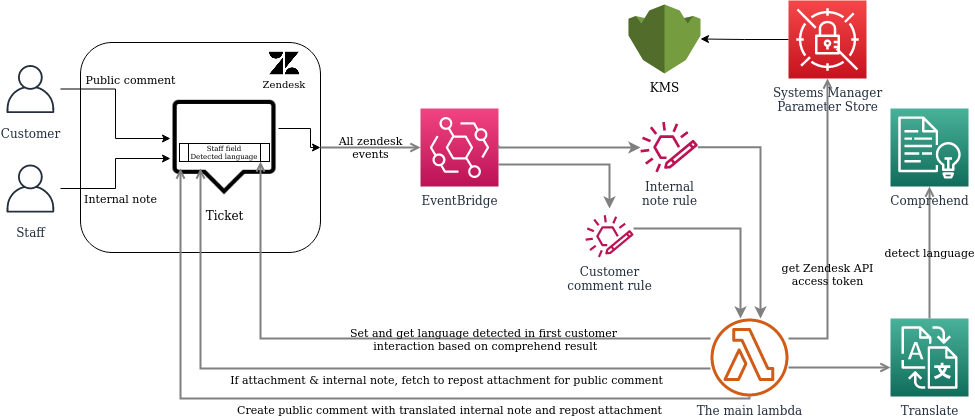 Zendesk
Public comment
Customer
Staff field
Detected language
Internal note
Staff
Ticket
All zendesk
events
EventBridge
Internal
note rule
Customer
comment rule
KMS
Systems Manager
Parameter Store
Comprehend
detect language
get Zendesk API
access token
Set and get language detected in first customer
interaction based on comprehend result
If attachment & internal note, fetch to repost attachment for public comment
Create public comment with translated internal note and repost attachment
The main lambda
A
文
Translate